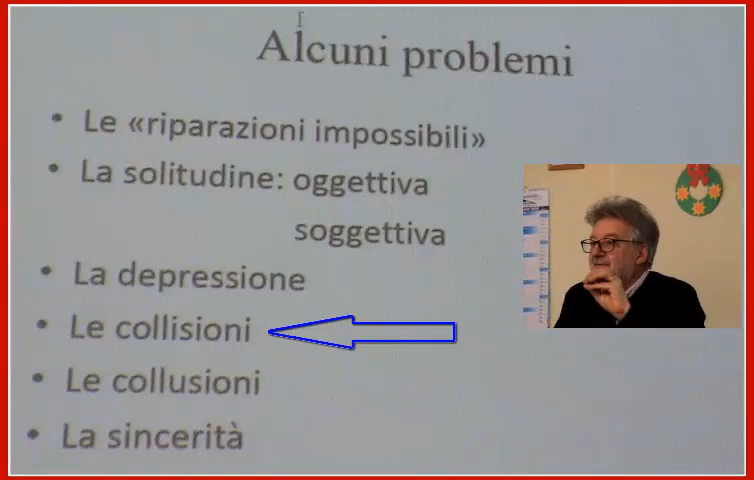 Alcuni problemi
• Le «riparazioni impossibili»
• La solitudine: oggettiva
soggettiva
• La depressione
• Le collisioni
• Le collusioni
• La sincerità